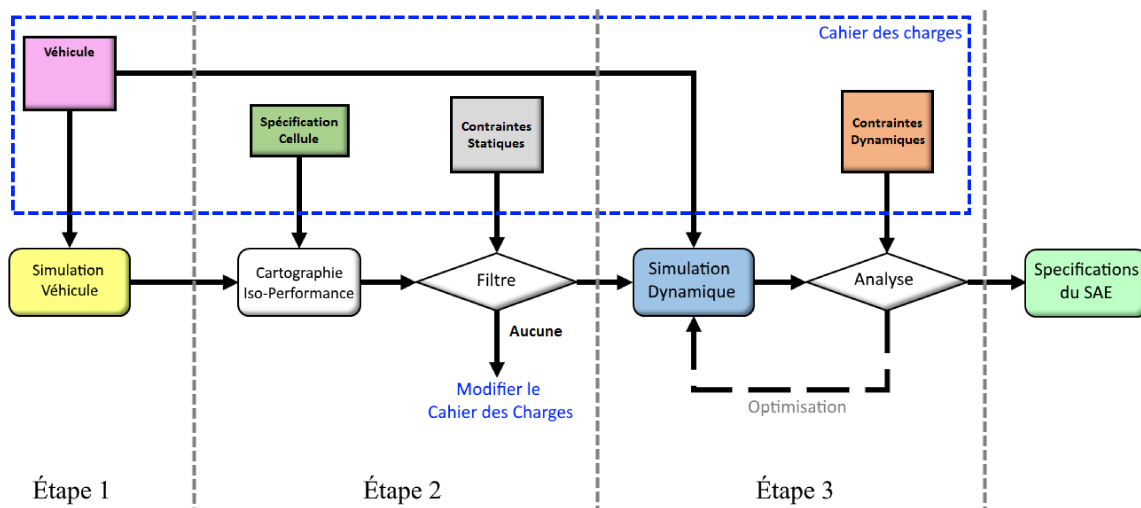 Cahier des charges
Véhicule
Spécification
Cellule
Contraintes
Statiques
Contraintes
Dynamiques
Simulation
Véhicule
Cartographie
Iso-Performance
Filtre
Simulation
Dynamique
Analyse
Specifications
du SAE
Aucune
Modifier le
Cahier des Charges
Optimisation
Étape 1
Étape 2
Étape 3